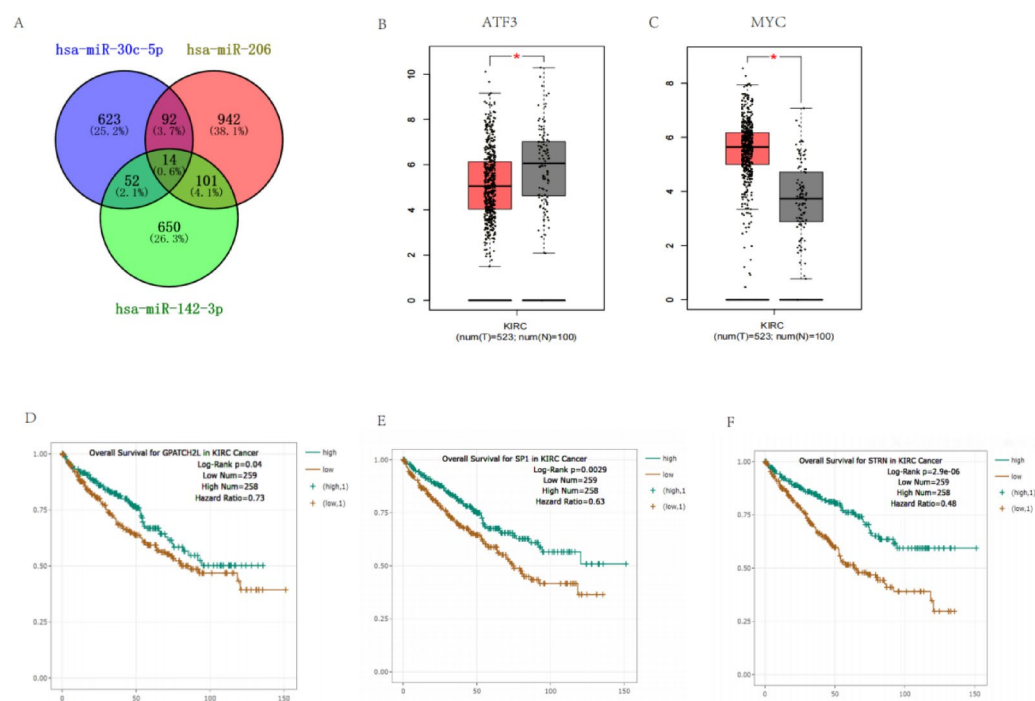 A
hsa-miR-30c-5p
hsa-miR-206
623
(25.2%)
92
(3.7%)
942
(38.1%)
14
(0.6%)
52
(2.1%)
101
(4.1%)
650
(26.3%)
hsa-miR-142-3p
B
ATF3
*
10
8
6
4
2
0
KIRC
(num(T)=523; num(N)=100)
C
MYC
*
8
6
4
2
0
KIRC
(num(T)=523; num(N)=100)
D
Overall Survival for GPATCH2L in KIRC Cancer
Log-Rank p=0.04
Low Num=259
High Num=258
Hazard Ratio=0.73
high
low
(high,1)
(low,1)
1.00
0.75
0.50
0.25
0.00
0
50
100
150
E
Overall Survival for SP1 in KIRC Cancer
Log-Rank p=0.0029
Low Num=259
High Num=258
Hazard Ratio=0.63
high
low
(high,1)
(low,1)
1.00
0.75
0.50
0.25
0.00
0
50
100
150
F
Overall Survival for STRN in KIRC Cancer
Log-Rank p=2.9e-06
Low Num=259
High Num=258
Hazard Ratio=0.48
high
low
(high,1)
(low,1)
1.00
0.75
0.50
0.25
0.00
0
50
100
150